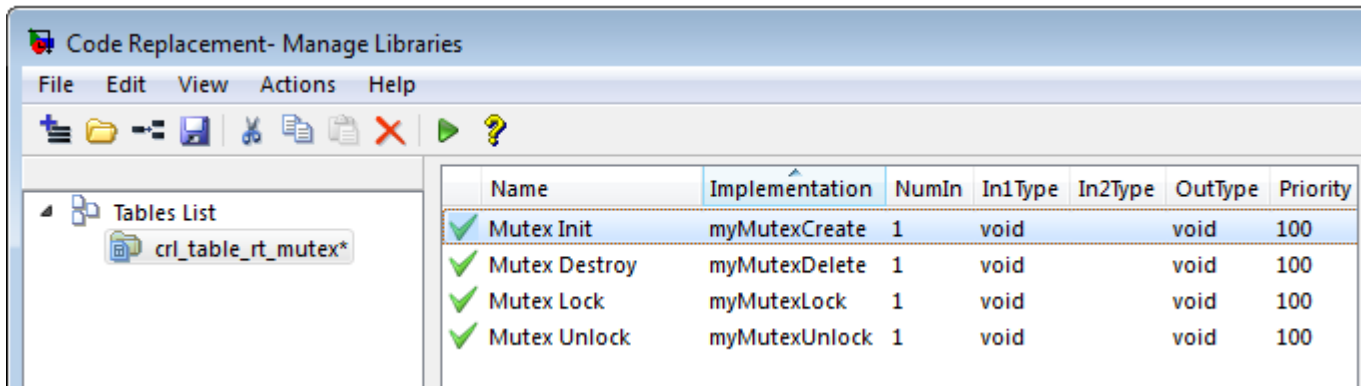 Code Replacement- Manage Libraries
File Edit View Actions Help
Name Implementation NumIn In1Type In2Type OutType Priority
Tables List
crl_table_rt_mutex*
Mutex Init myMutexCreate 1 void void 100
Mutex Destroy myMutexDelete 1 void void 100
Mutex Lock myMutexLock 1 void void 100
Mutex Unlock myMutexUnlock 1 void void 100